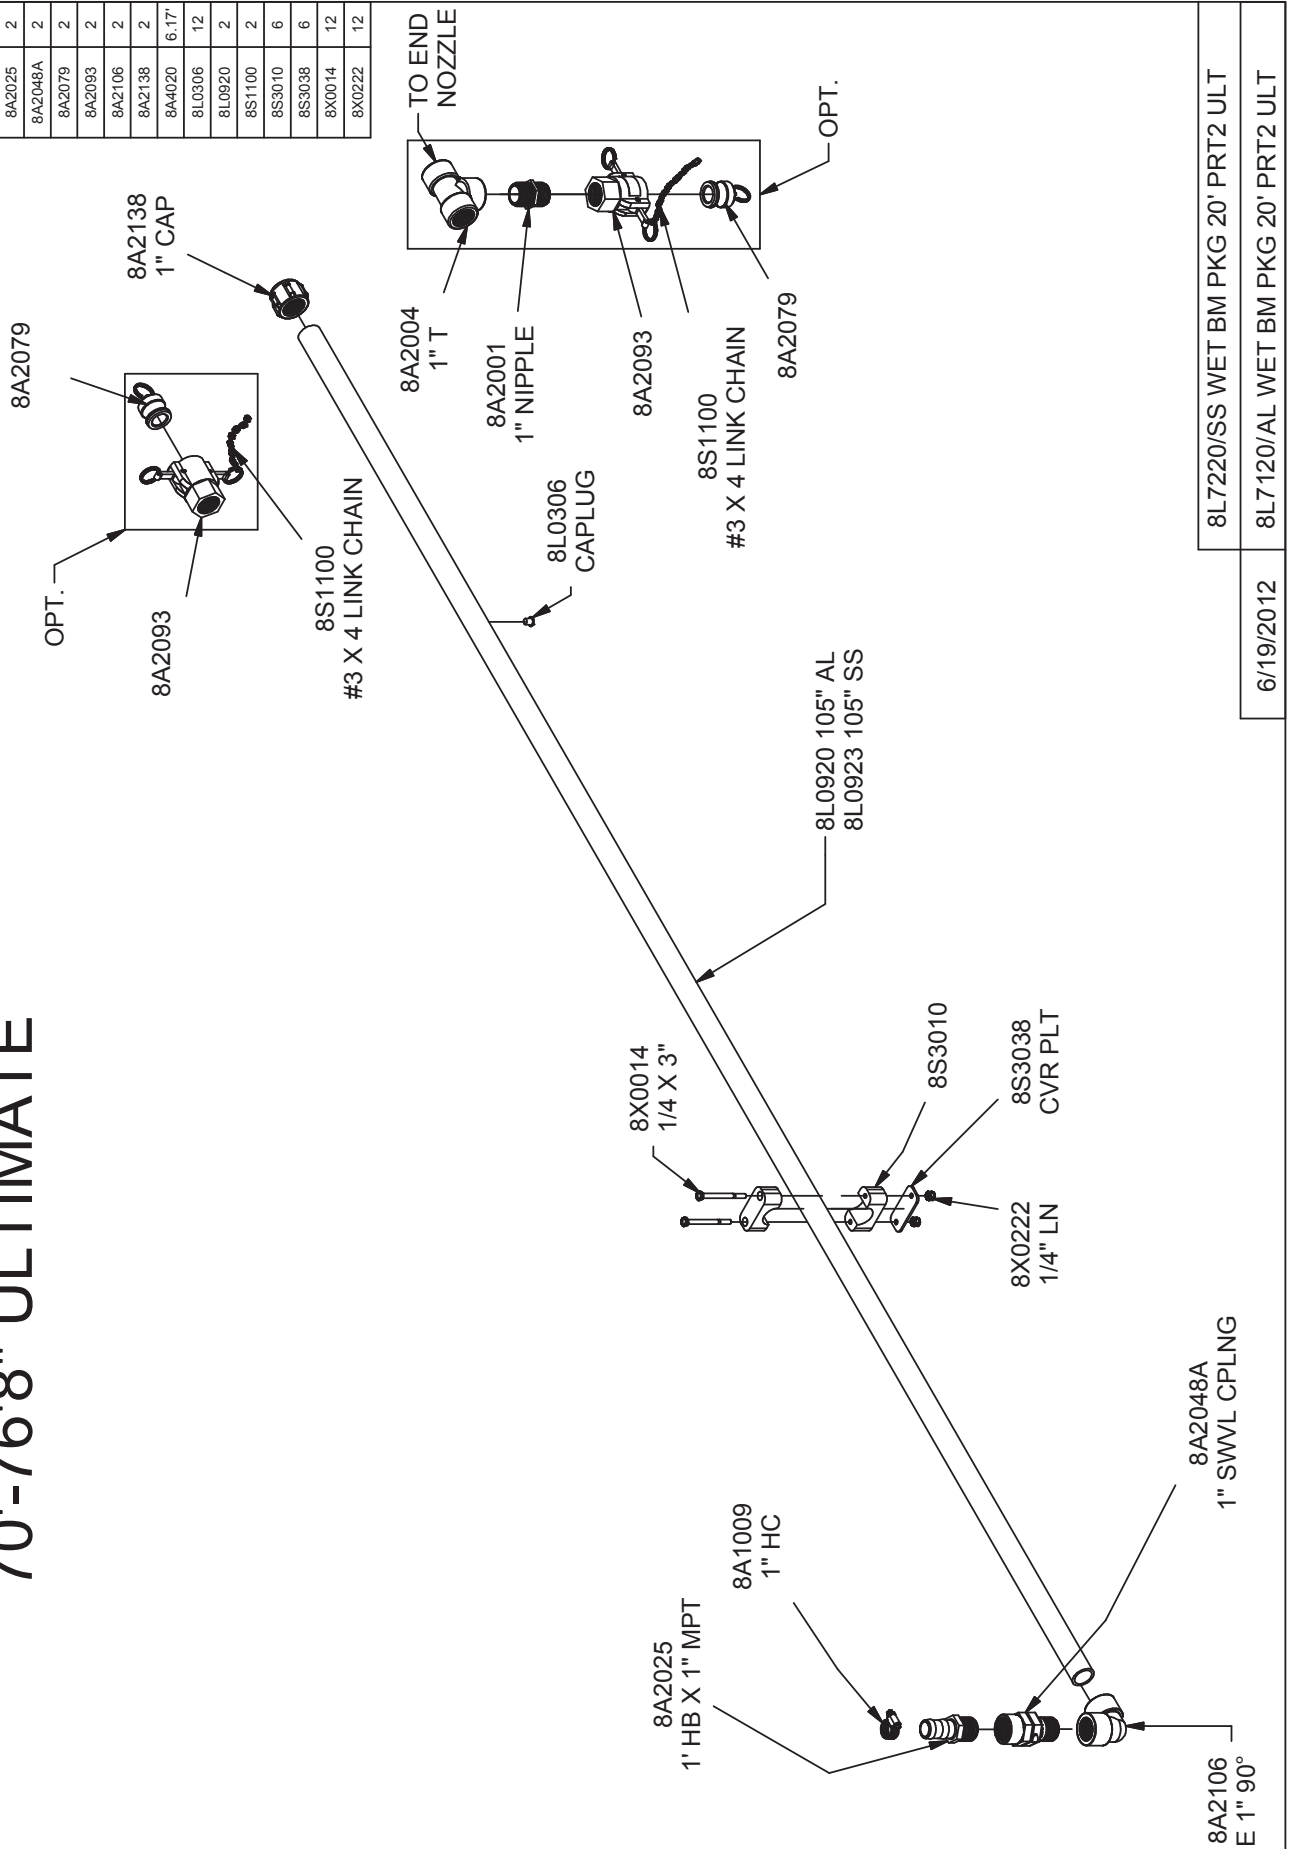 70'-76'8" ULTIMATE
8A2025 2
8A2048A 2
8A2079 2
8A2093 2
8A2106 2
8A2138 2
8A4020 6.17'
8L0306 12
8L0920 2
8S1100 2
8S3010 6
8S3038 6
8X0014 12
8X0222 12
8A2079
OPT.
8A2093
8S1100
#3 X 4 LINK CHAIN
8A2138
1" CAP
TO END
NOZZLE
8A2004
1" T
8A2001
1" NIPPLE
8A2093
8S1100
#3 X 4 LINK CHAIN
8A2079
OPT.
8L0306
CAPLUG
8L0920 105" AL
8L0923 105" SS
8X0014
1/4 X 3"
8S3010
8S3038
CVR PLT
8X0222
1/4" LN
8A2025
1' HB X 1" MPT
8A1009
1" HC
8A2048A
1" SWVL CPLNG
8A2106
E 1" 90°
8L7220/SS WET BM PKG 20' PRT2 ULT
6/19/2012
8L7120/AL WET BM PKG 20' PRT2 ULT